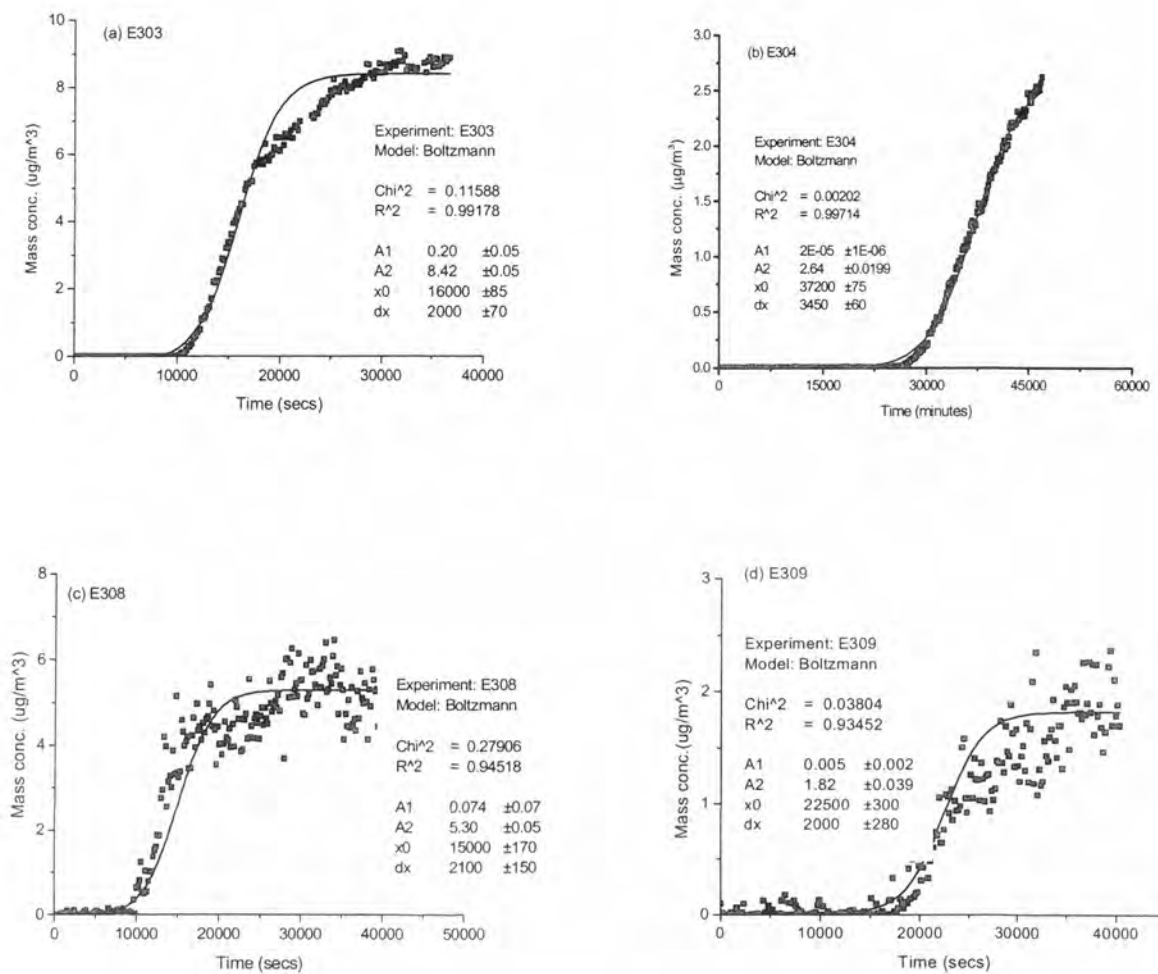 (a) E303
10
8
6
4
2
0
Mass conc. (ug/m^3)
Experiment: E303
Model: Boltzmann
Chi^2 = 0.11588
R^2 = 0.99178
A1 0.20 ±0.05
A2 8.42 ±0.05
x0 16000 ±85
dx 2000 ±70
0 10000 20000 30000 40000
Time (secs)
(b) E304
3.0
2.5
2.0
1.5
1.0
0.5
0.0
Mass conc. (µg/m³)
Experiment: E304
Model: Boltzmann
Chi^2 = 0.00202
R^2 = 0.99714
A1 2E-05 ±1E-06
A2 2.64 ±0.0199
x0 37200 ±75
dx 3450 ±60
0 15000 30000 45000 60000
Time (minutes)
(c) E308
8
6
4
2
0
Mass conc. (ug/m^3)
Experiment: E308
Model: Boltzmann
Chi^2 = 0.27906
R^2 = 0.94518
A1 0.074 ±0.07
A2 5.30 ±0.05
x0 15000 ±170
dx 2100 ±150
0 10000 20000 30000 40000 50000
Time (secs)
(d) E309
3
2
1
0
Mass conc.(ug/m^3)
Experiment: E309
Model: Boltzmann
Chi^2 = 0.03804
R^2 = 0.93452
A1 0.005 ±0.002
A2 1.82 ±0.039
x0 22500 ±300
dx 2000 ±280
0 10000 20000 30000 40000
Time (secs)